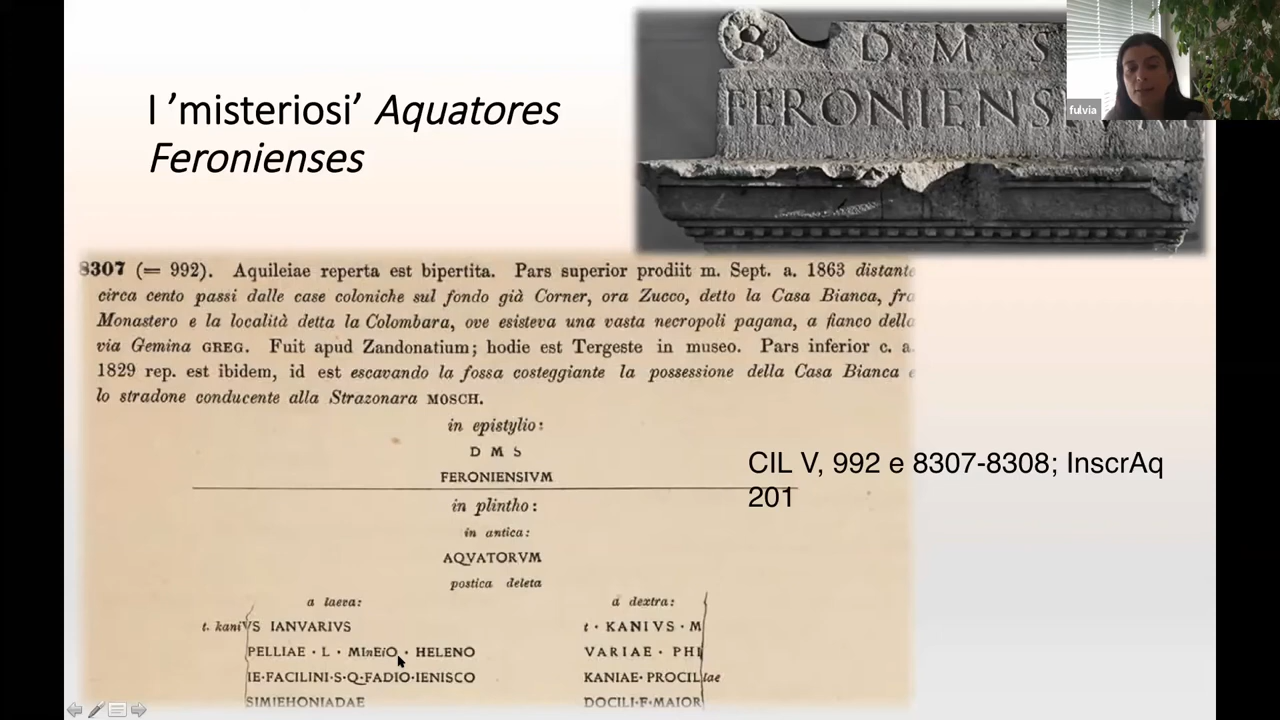 I ’misteriosi’ Aquatores
Feronienses
D M S
FERONIENS
fulvia
8307 (= 992). Aquileiae reperta est bipertita. Pars superior prodiit m. Sept. a. 1863 distante
circa cento passi dalle case coloniche sul fondo già Corner, ora Zucco, detto la Casa Bianca, fra
Monastero e la località detta la Colombara, ove esisteva una vasta necropoli pagana, a fianco della
via Gemina GREG. Fuit apud Zandonatium; hodie est Tergeste in museo. Pars inferior c. a.
1829 rep. est ibidem, id est escavando la fossa costeggiante la possessione della Casa Bianca e
lo stradone conducente alla Strazonara MOSCH.
in epistylio:
D M S
FERONIENSIVM
CIL V, 992 e 8307-8308; InscrAq
201
in plintho:
in antica:
AQVATORVM
postica deleta
a laeva:
t. kaniVS IANVARIVS
PELLIAE · L · MInEiO · HELENO
IE·FACILINI·S·Q·FADIO·IENISCO
SIMIEHONIADAE
a dextra:
t · KANIVS · M
VARIAE · PHI
KANIAE·PROCILlae
DOCILI·F·MAIOR